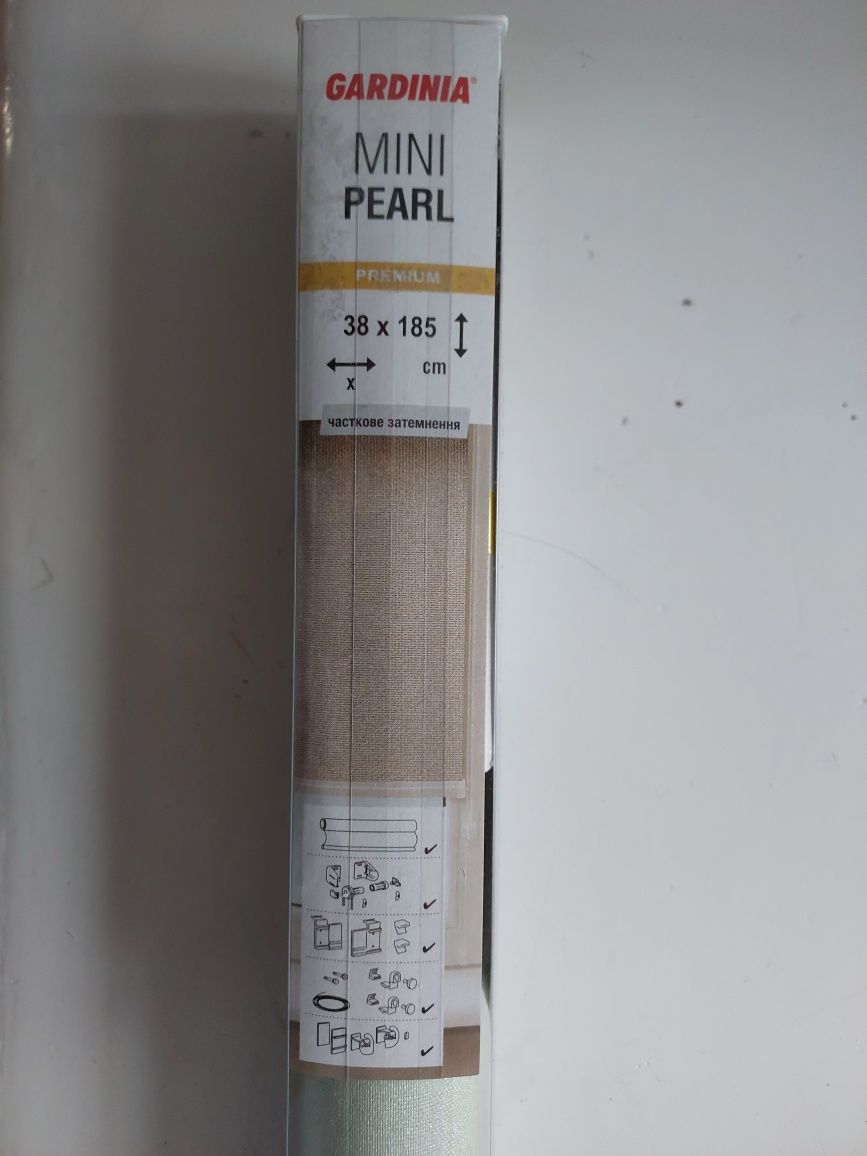 GARDINIA®
MINI
PEARL
PREMIUM
38 x 185
cm
x
часткове затемнення